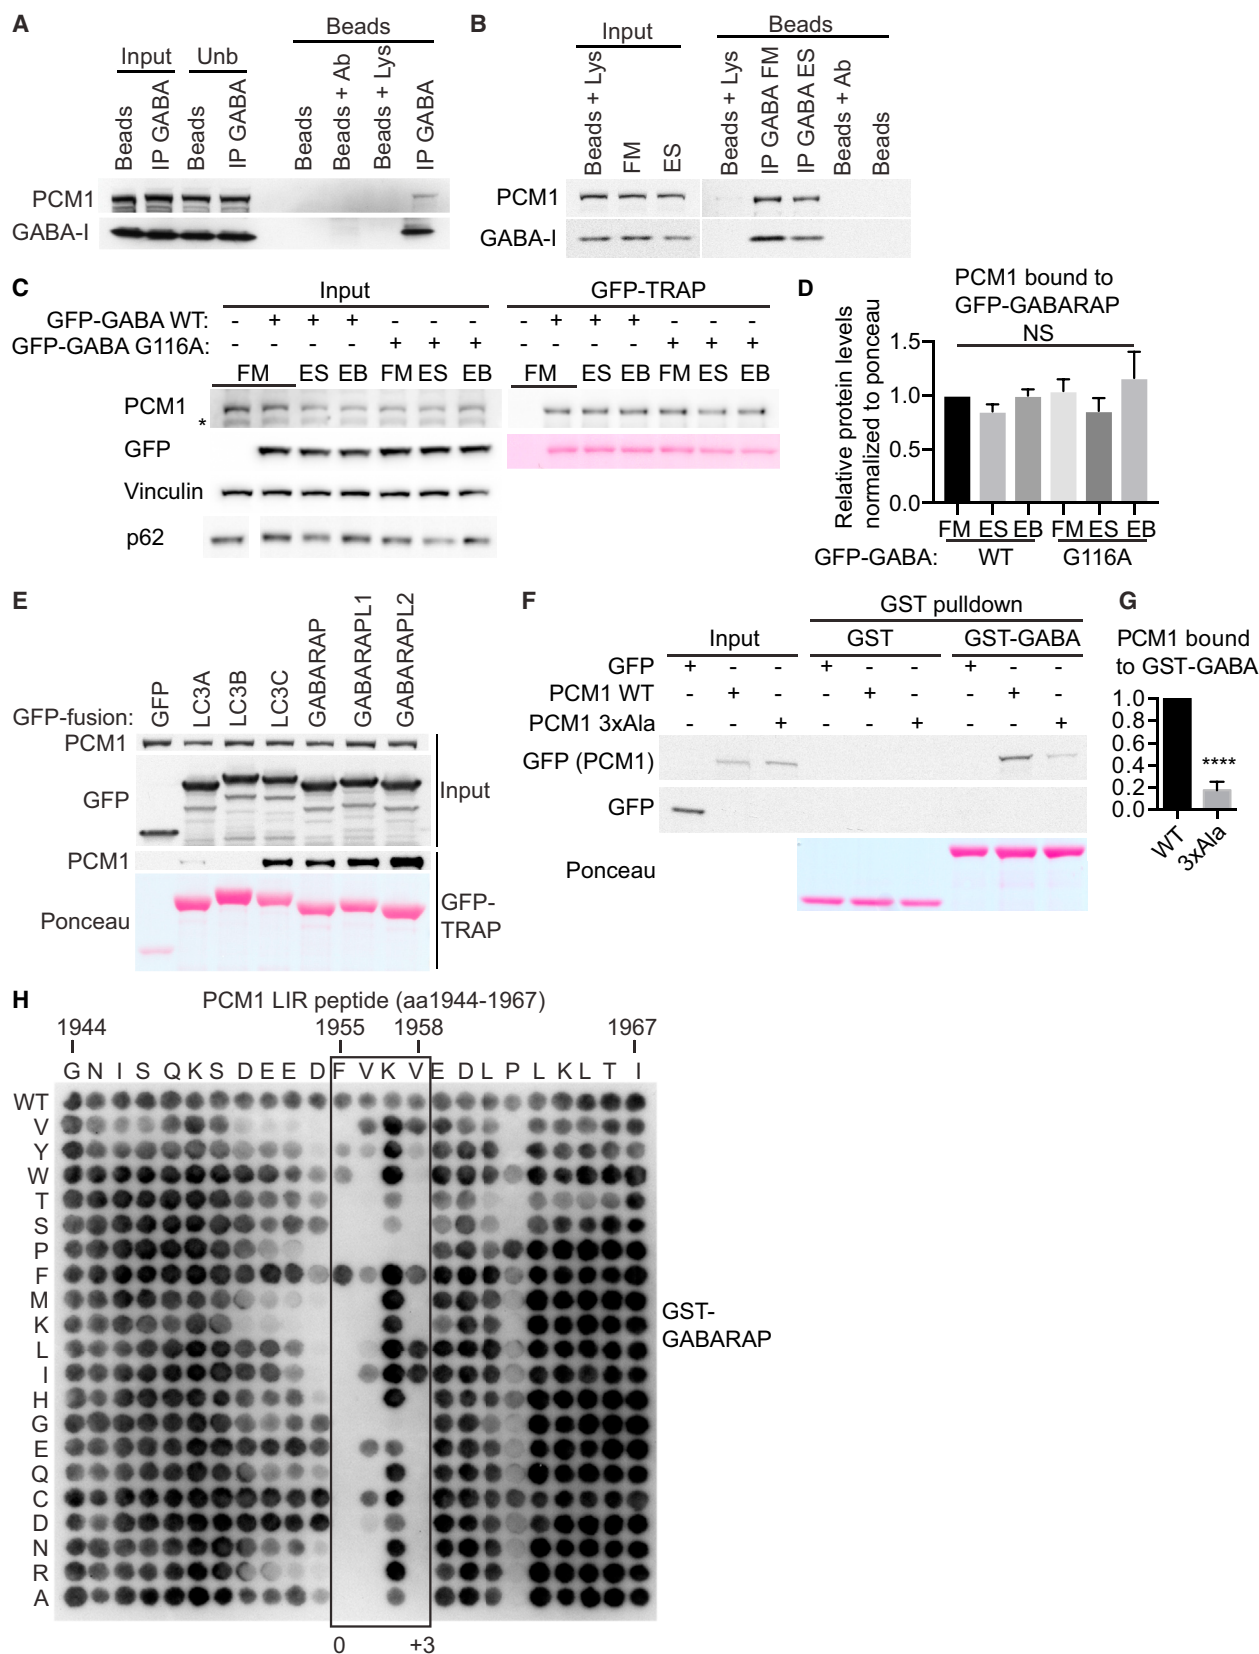 A
Input
Unb
Beads
Beads
IP GABA
Beads
IP GABA
Beads
Beads + Ab
Beads + Lys
IP GABA
PCM1
GABA-I
B
Input
Beads
Beads + Lys
FM
ES
Beads + Lys
IP GABA FM
IP GABA ES
Beads + Ab
Beads
PCM1
GABA-I
C
Input
GFP-TRAP
GFP-GABA WT: - + + + - - - - + + + - - -
GFP-GABA G116A: - - - - + + + - - - - + + +
FM ES EB FM ES EB FM ES EB FM ES EB
PCM1
*
GFP
Vinculin
p62
D
PCM1 bound to
GFP-GABARAP
NS
Relative protein levels
normalized to ponceau
1.5
1.0
0.5
0.0
FM ES EB FM ES EB
GFP-GABA: WT G116A
E
GFP-fusion:
GFP
LC3A
LC3B
LC3C
GABARAP
GABARAPL1
GABARAPL2
PCM1
GFP
Input
PCM1
Ponceau
GFP-
TRAP
F
GST pulldown
Input GST GST-GABA
GFP + - - + - - + - -
PCM1 WT - + - - + - - + -
PCM1 3xAla - - + - - + - - +
GFP (PCM1)
GFP
Ponceau
G
PCM1 bound
to GST-GABA
1.0
0.8
0.6
0.4
0.2
0.0
****
WT
3xAla
H
PCM1 LIR peptide (aa1944-1967)
1944 1955 1958 1967
G N I S Q K S D E E D F V K V E D L P L K L T I
WT
V
Y
W
T
S
P
F
M
K
L
I
H
G
E
Q
C
D
N
R
A
GST-
GABARAP
0 +3